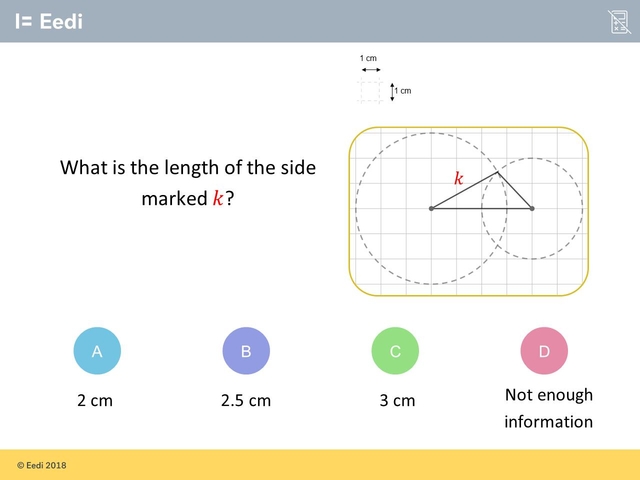 I= Eedi
1 cm
1 cm
What is the length of the side
marked k?
k
A
B
C
D
2 cm
2.5 cm
3 cm
Not enough
information
© Eedi 2018